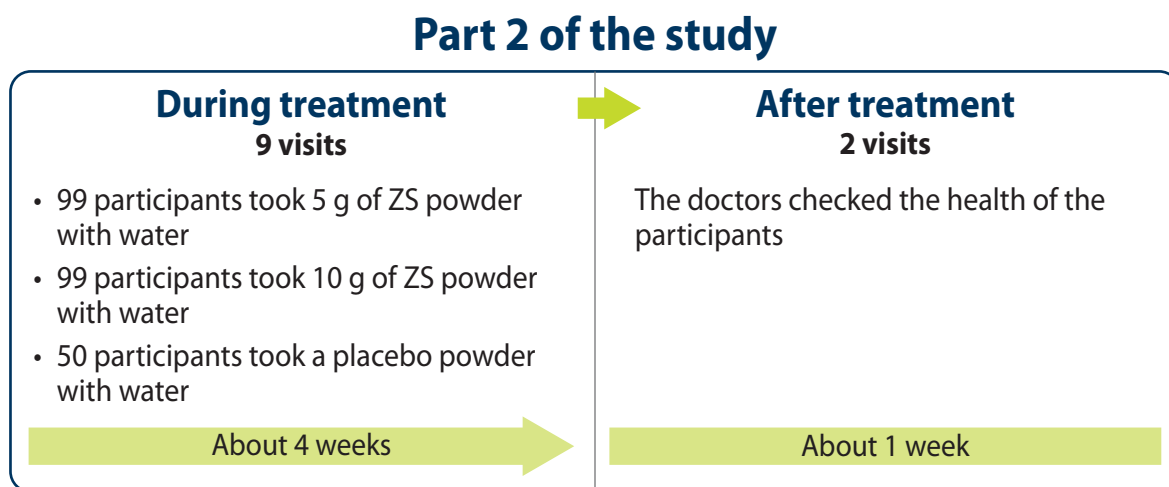 Part 2 of the study
During treatment
9 visits
• 99 participants took 5 g of ZS powder
with water
• 99 participants took 10 g of ZS powder
with water
• 50 participants took a placebo powder
with water
About 4 weeks
After treatment
2 visits
The doctors checked the health of the
participants
About 1 week